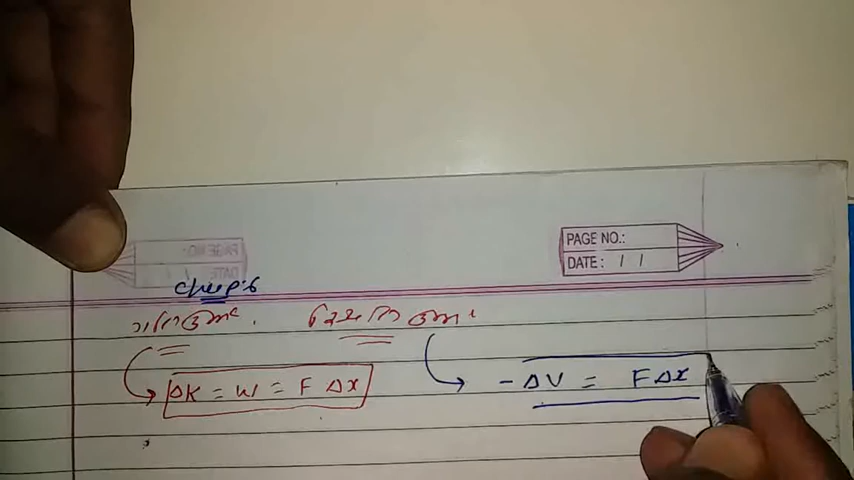 PAGE NO.:
DATE: / /
Chap: 6
ΔK = W = F Δx
- ΔV = F Δx